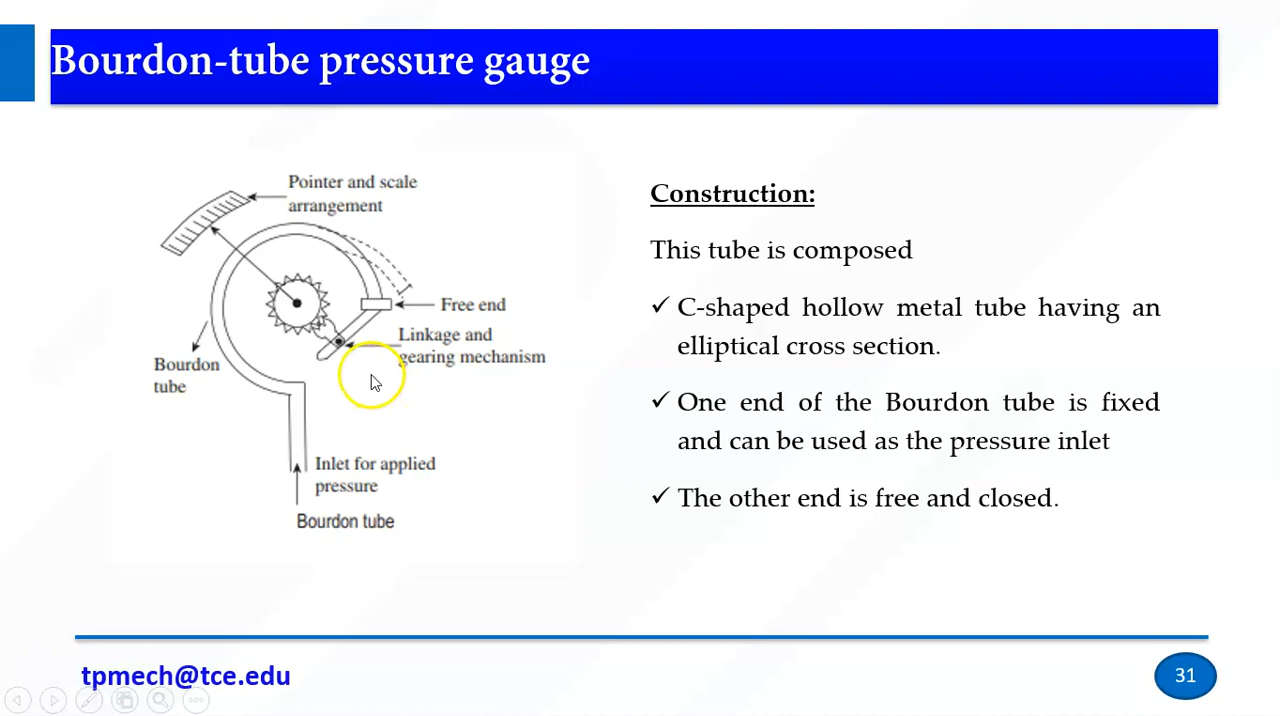 Bourdon-tube pressure gauge
Pointer and scale
arrangement
Free end
Linkage and
gearing mechanism
Bourdon
tube
Inlet for applied
pressure
Bourdon tube
Construction:
This tube is composed
✓ C-shaped hollow metal tube having an
elliptical cross section.
✓ One end of the Bourdon tube is fixed
and can be used as the pressure inlet
✓ The other end is free and closed.
tpmech@tce.edu
31